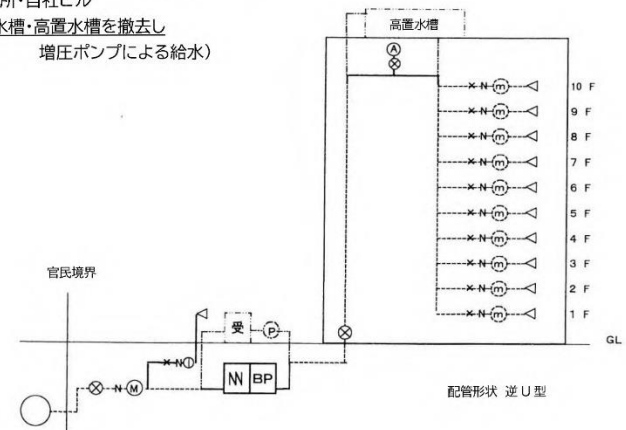 所・自社ビル
水槽・高置水槽を撤去し
増圧ポンプによる給水）
高置水槽
A
N m 10 F
N m 9 F
N m 8 F
N m 7 F
N m 6 F
N m 5 F
N m 4 F
N m 3 F
N m 2 F
N m 1 F
官民境界
受 P
GL
N
NN BP
N M
配管形状 逆U型